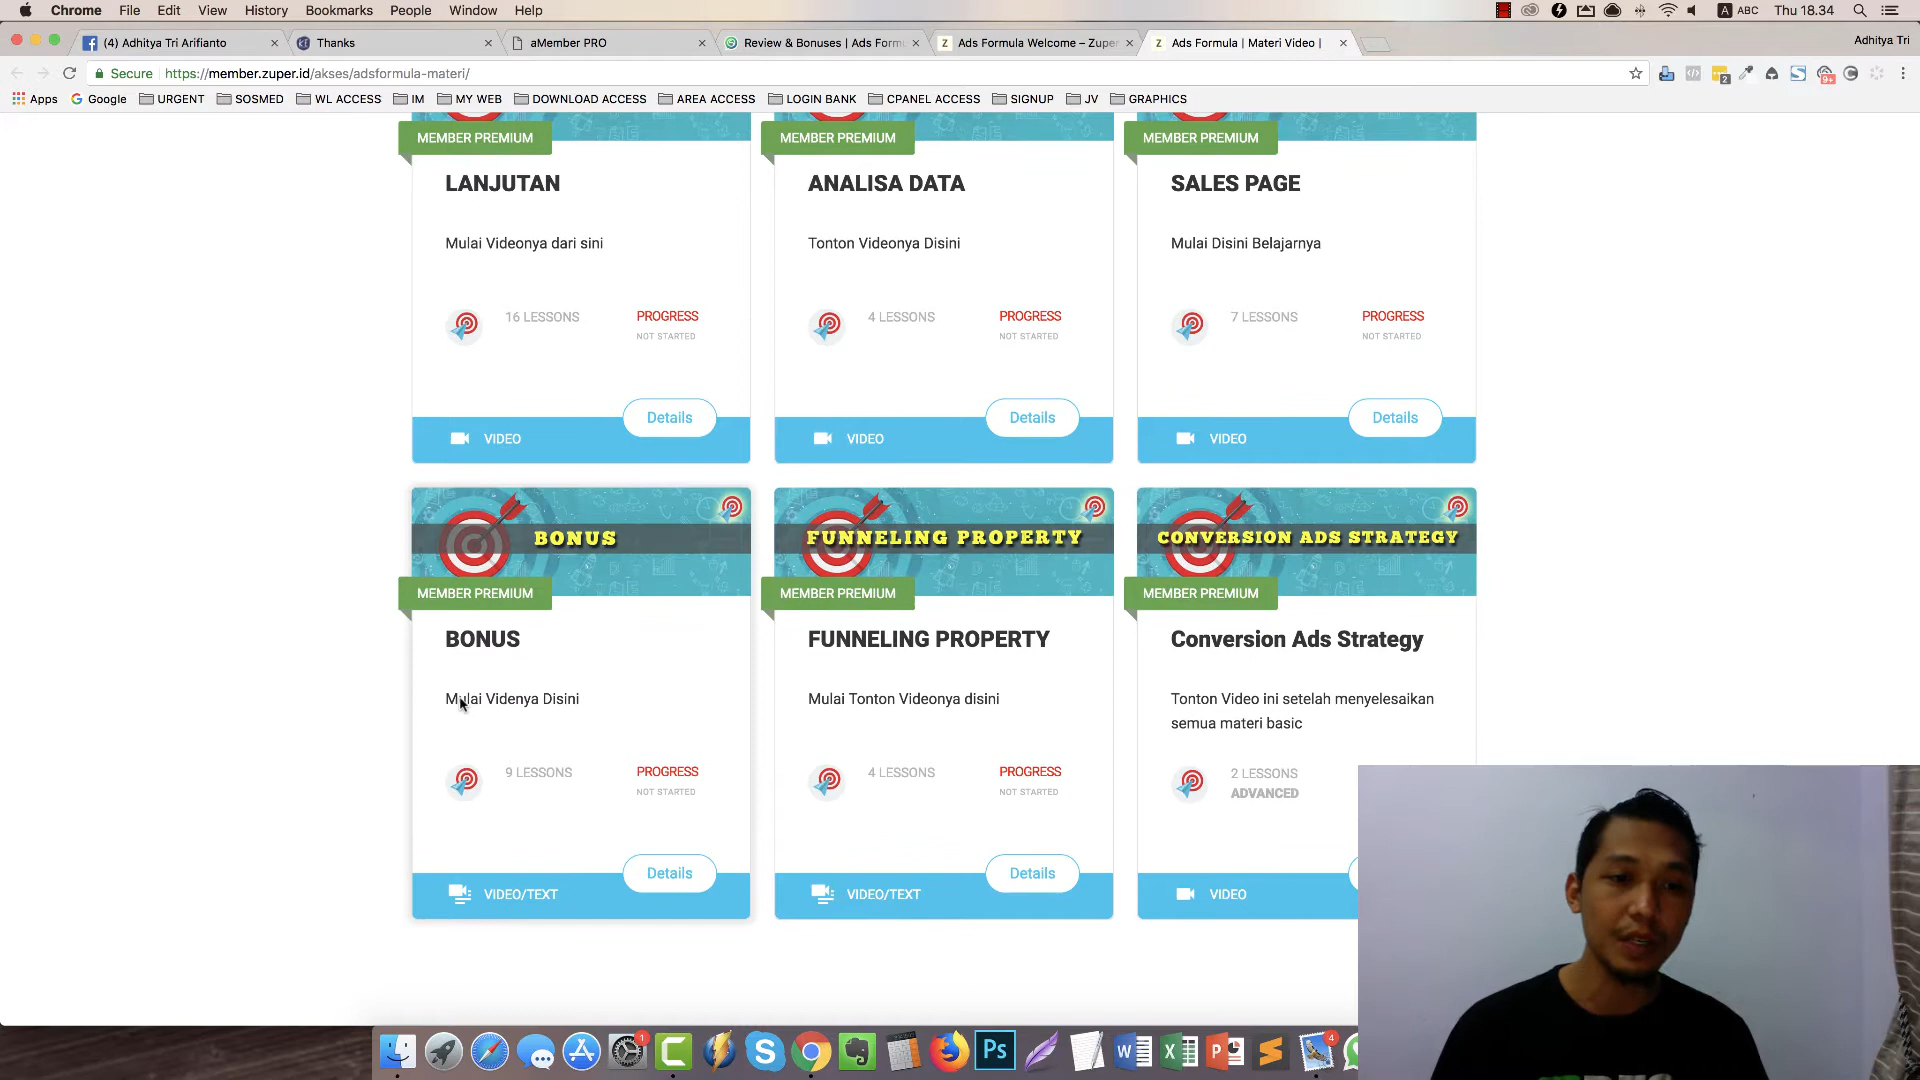 Chrome File Edit View History Bookmarks People Window Help
ABC Thu 18.34
(4) Adhitya Tri Arifianto
Thanks
aMember PRO
Review & Bonuses | Ads Form
Ads Formula Welcome – Zupe
Ads Formula | Materi Video |
Adhitya Tri
Secure https://member.zuper.id/akses/adsformula-materi/
2 9+
Apps Google URGENT SOSMED WL ACCESS IM MY WEB DOWNLOAD ACCESS AREA ACCESS LOGIN BANK CPANEL ACCESS SIGNUP JV GRAPHICS
MEMBER PREMIUM
LANJUTAN
Mulai Videonya dari sini
16 LESSONS
PROGRESS
NOT STARTED
Details
VIDEO
MEMBER PREMIUM
ANALISA DATA
Tonton Videonya Disini
4 LESSONS
PROGRESS
NOT STARTED
Details
VIDEO
MEMBER PREMIUM
SALES PAGE
Mulai Disini Belajarnya
7 LESSONS
PROGRESS
NOT STARTED
Details
VIDEO
BONUS
MEMBER PREMIUM
BONUS
Mulai Videnya Disini
9 LESSONS
PROGRESS
NOT STARTED
Details
VIDEO/TEXT
FUNNELING PROPERTY
MEMBER PREMIUM
FUNNELING PROPERTY
Mulai Tonton Videonya disini
4 LESSONS
PROGRESS
NOT STARTED
Details
VIDEO/TEXT
CONVERSION ADS STRATEGY
MEMBER PREMIUM
Conversion Ads Strategy
Tonton Video ini setelah menyelesaikan
semua materi basic
2 LESSONS
ADVANCED
VIDEO
1
Ps
4